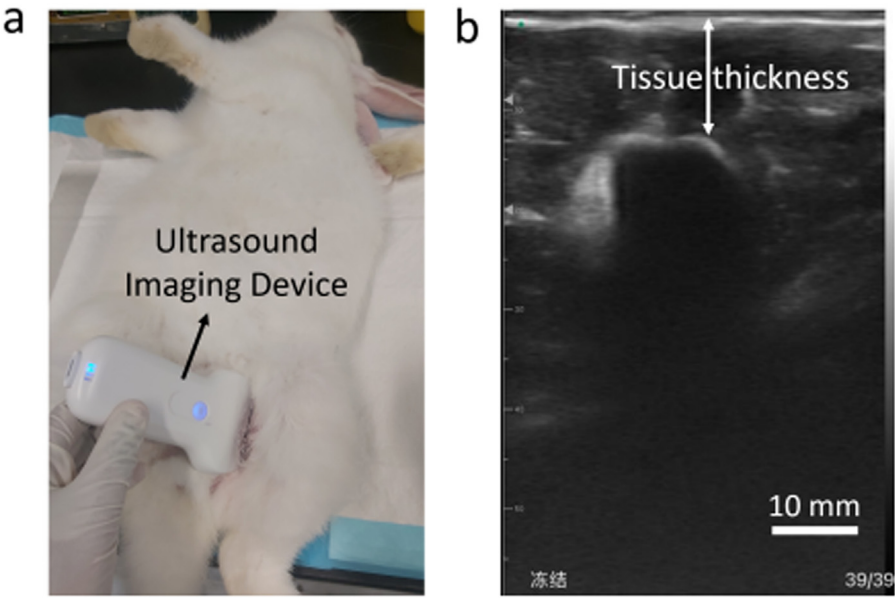 a
b
Ultrasound
Imaging Device
Tissue thickness
10 mm
冻结
39/39